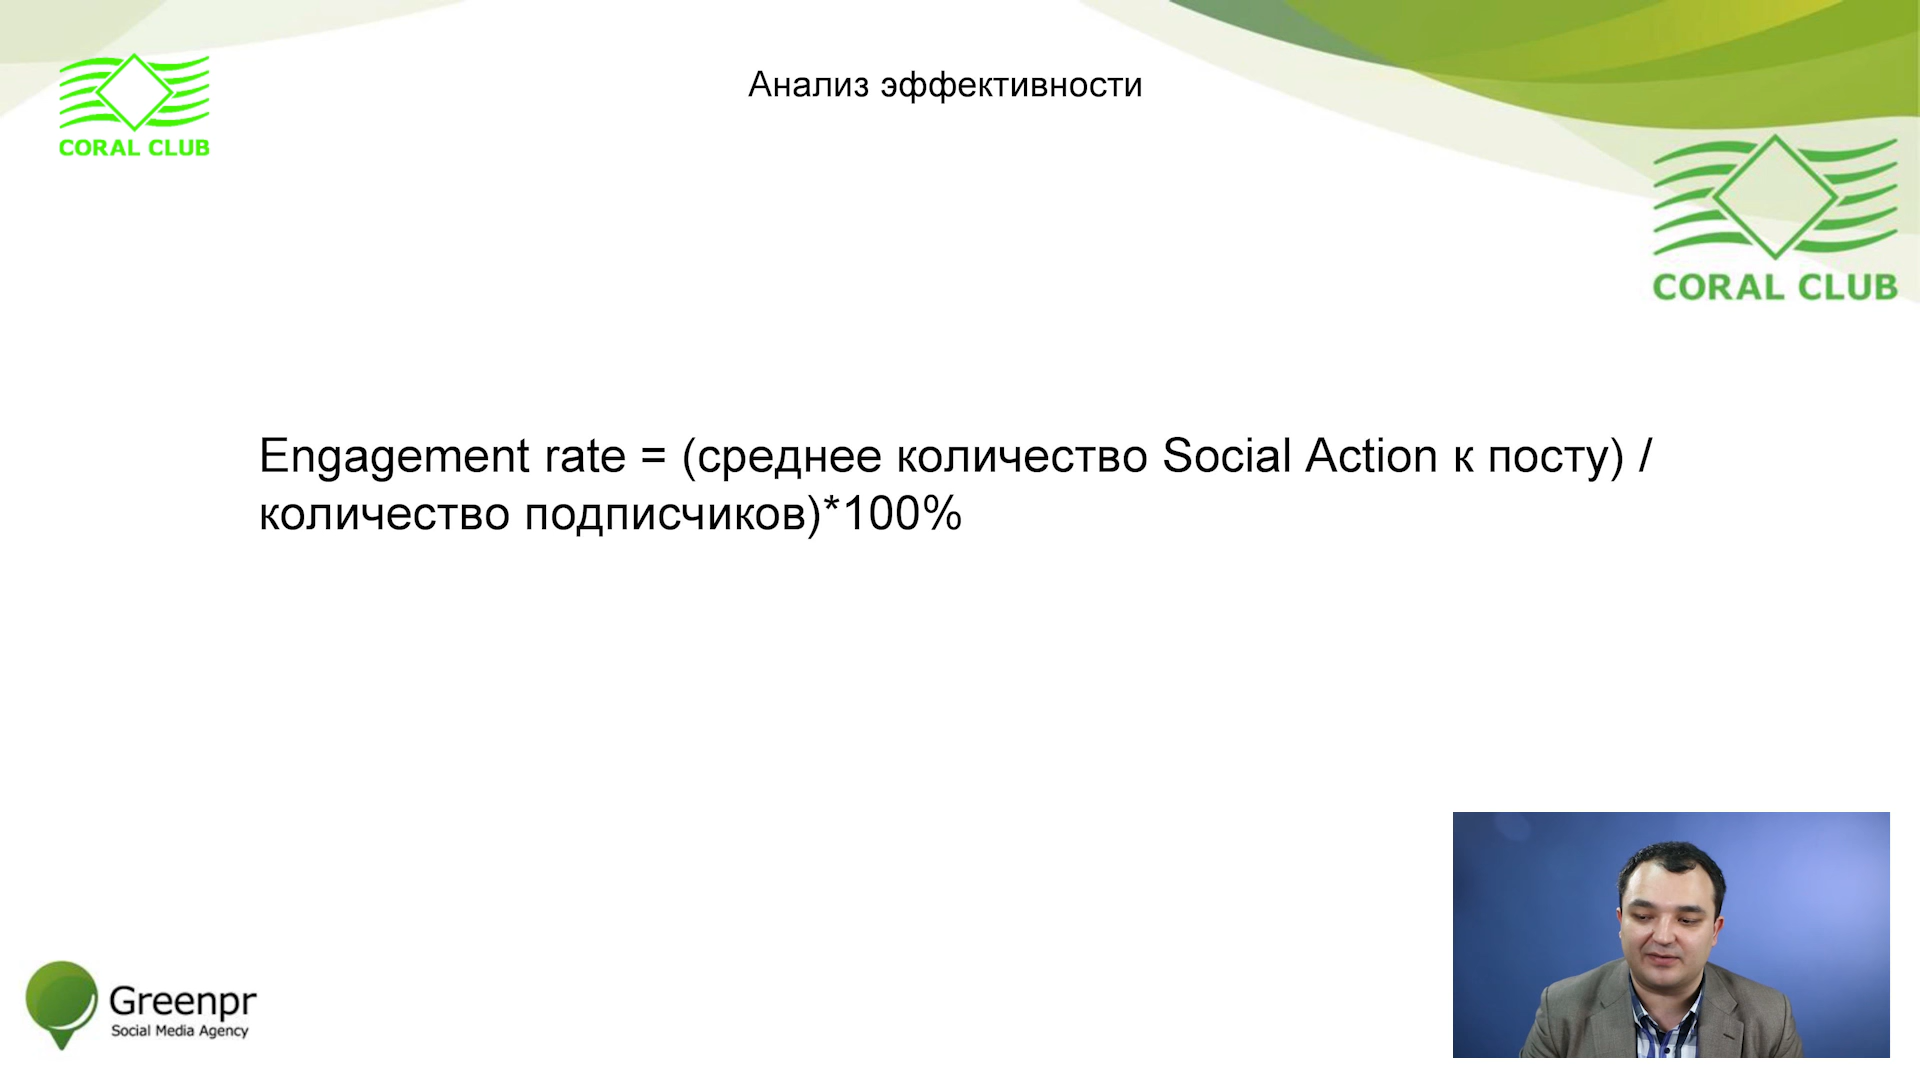 Анализ эффективности
CORAL CLUB
CORAL CLUB
Engagement rate = (среднее количество Social Action к посту) /
количество подписчиков)*100%
Greenpr
Social Media Agency